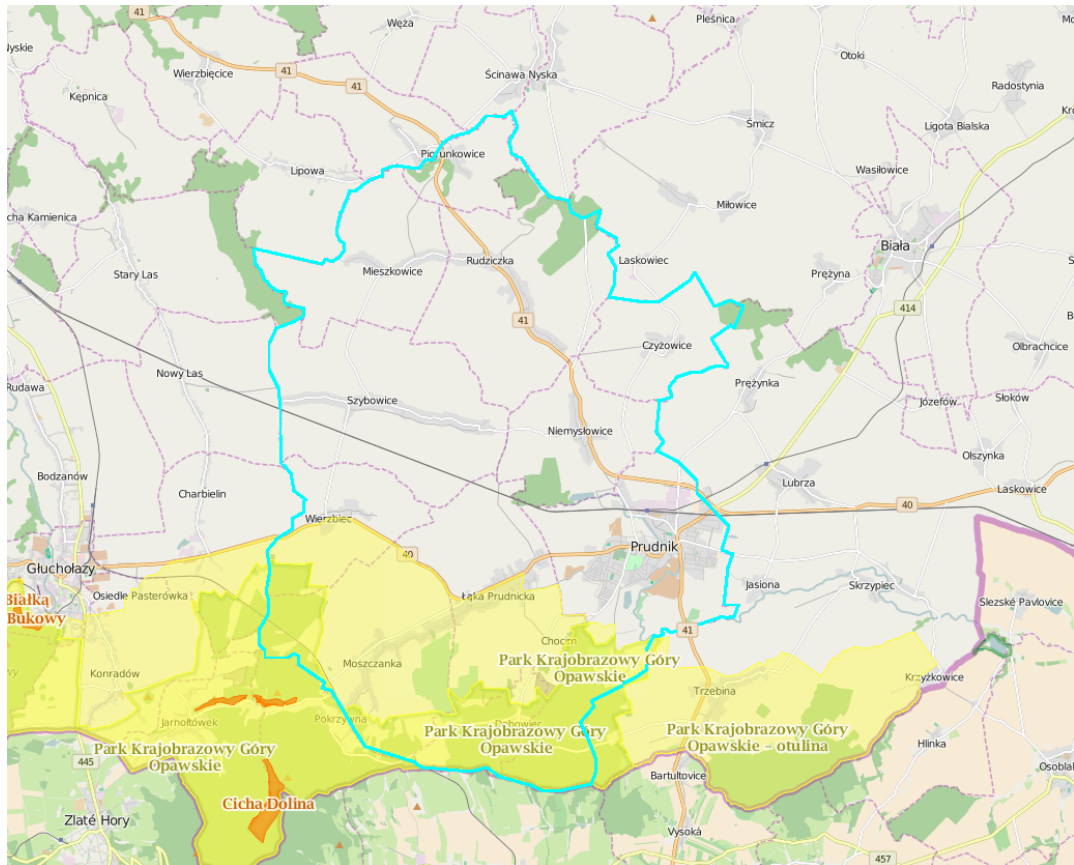 41
Węża
Pleśnica
Nyskie
Wierzbięcice
41
Ścinawa Nyska
Otoki
Radostynia
41
Kępnica
Śmicz
Ligota Bialska
Piorunkowice
Lipowa
Wasiłowice
Miłowice
cha Kamienica
Biała
Stary Las
Mieszkowice
Rudziczka
Laskowiec
Prężyna
414
41
Czyżowice
Olbrachcice
Nowy Las
Rudawa
Prężynka
Szybowice
Józefów
Słoków
Niemysłowice
Olszynka
Bodzanów
Lubrza
Laskowice
Charbielin
40
Wierzbiec
Prudnik
40
Głuchołazy
Jasiona
Skrzypiec
Białką
Osiedle Pasterówka
Łąka Prudnicka
Slezské Pavlovice
Bukowy
41
Chocim
Moszczanka
Park Krajobrazowy Góry
Opawskie
Konradów
Krzyżkowice
Trzebina
Jarnołtówek
Pokrzywna
Dębowiec
Park Krajobrazowy Góry
Opawskie
Park Krajobrazowy Góry
Opawskie – otulina
Park Krajobrazowy Góry
Opawskie
Hlinka
445
Bartultovice
Osoblah
Cicha Dolina
Zlaté Hory
Vysoká
457